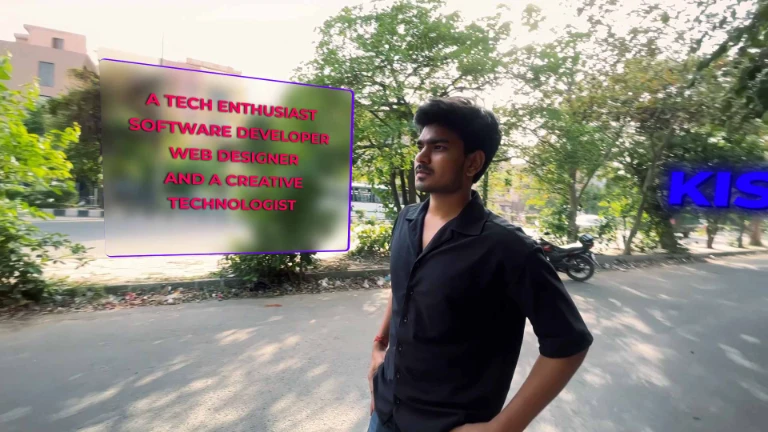 A TECH ENTHUSIAST
SOFTWARE DEVELOPER
WEB DESIGNER
AND A CREATIVE
TECHNOLOGIST
KIS